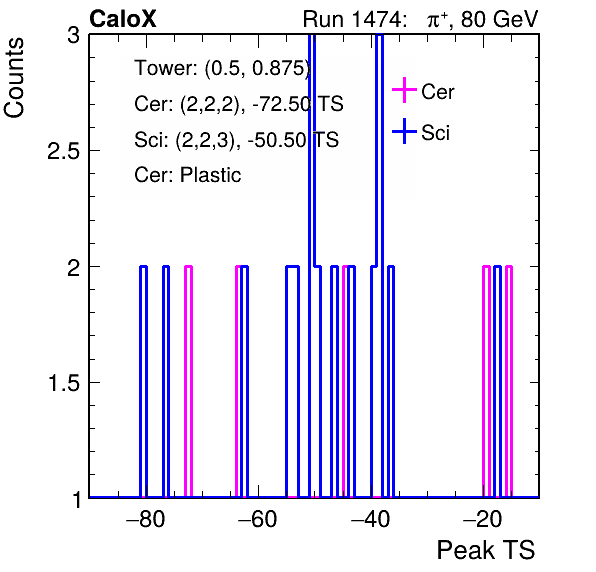 CaloX Run 1474: π⁺, 80 GeV
Counts
3
2.5
2
1.5
1
Tower: (0.5, 0.875)
Cer: (2,2,2), -72.50 TS
Sci: (2,2,3), -50.50 TS
Cer: Plastic
Cer
Sci
−80 −60 −40 −20
Peak TS